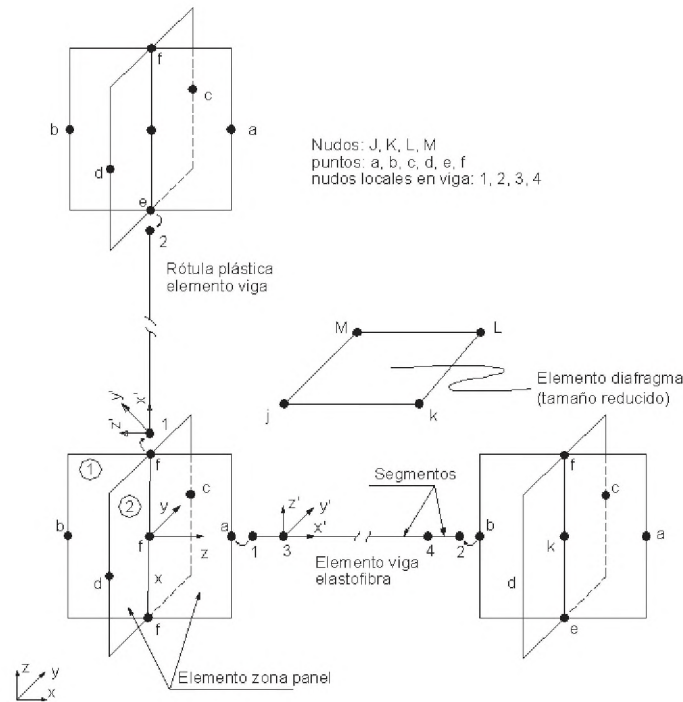 f
c
b
a
d
e
2
Nudos: J, K, L, M
puntos: a, b, c, d, e, f
nudos locales en viga: 1, 2, 3, 4
Rótula plástica
elemento viga
M
L
j
k
Elemento diafragma
(tamaño reducido)
y'
x'
z'
1
1
f
2
c
y
b
f
z
a
d
x
f
1
3
z'
y'
x'
Segmentos
4
2
Elemento viga
elastofibra
b
f
c
k
a
d
e
Elemento zona panel
z
y
x